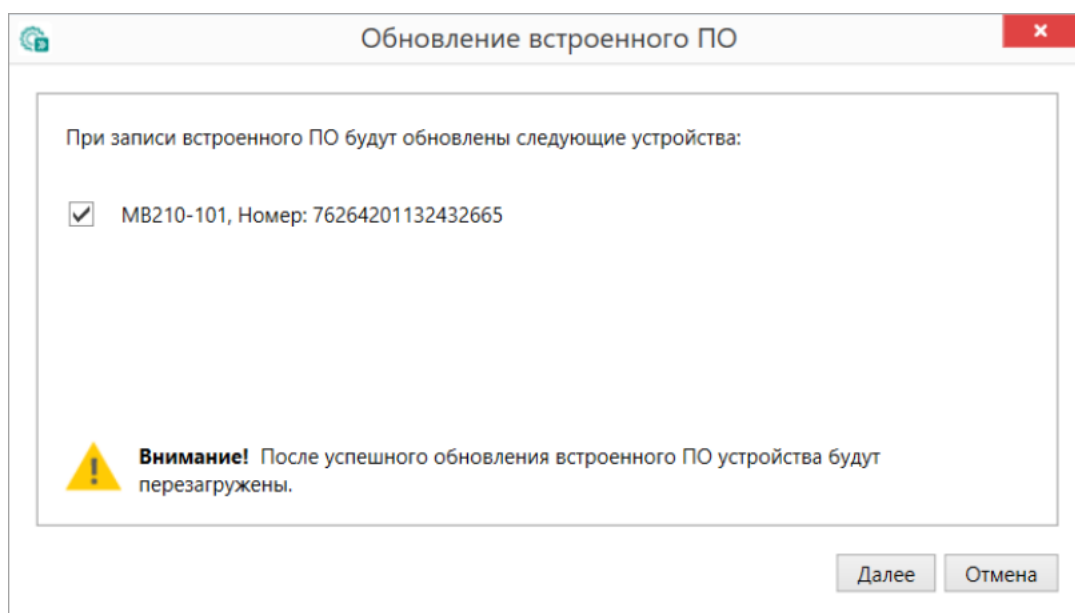 Обновление встроенного ПО
При записи встроенного ПО будут обновлены следующие устройства:
МВ210-101, Номер: 76264201132432665
Внимание! После успешного обновления встроенного ПО устройства будут
перезагружены.
Далее
Отмена